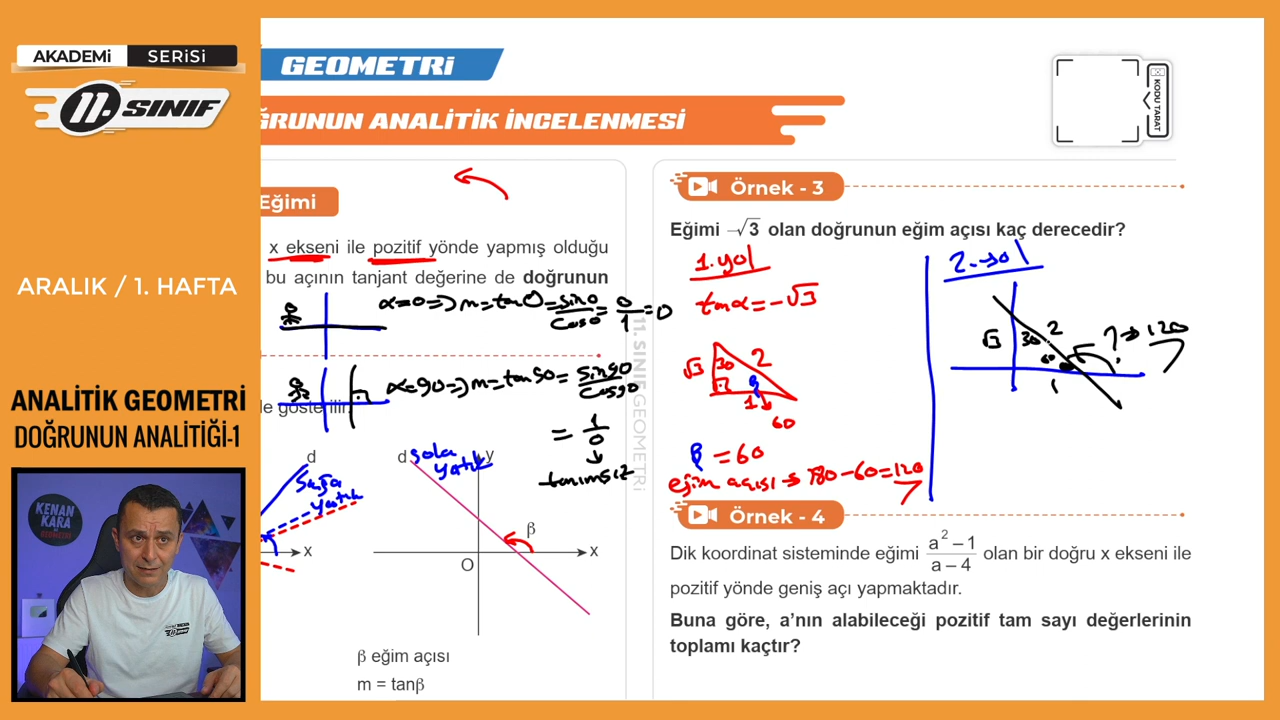 AKADEMİ SERİSİ
11. SINIF
ARALIK / 1. HAFTA
ANALİTİK GEOMETRİ
DOĞRUNUN ANALİTİĞİ-1
KENAN
KARA
GEOMETRİ
ĞRUNUN ANALİTİK İNCELENMESİ
KODU TARAT
Eğimi
x ekseni ile pozitif yönde yapmış olduğu
bu açının tanjant değerine de doğrunun
α=0 => m=tan0=sin0/cos0=0/1=0
α=90 => m=tan90=sin90/cos90
le gösterilir.
= 1/0
tanımsız
d
sağa
yatık
x
d sola
yatık
y
β
x
O
β eğim açısı
m = tanβ
11. SINIF GEOMETRİ
Örnek - 3
Eğimi –√3 olan doğrunun eğim açısı kaç derecedir?
1. yol
tanα = -√3
√3 30 2
1
60
β = 60
eğim açısı → 180-60=120
2. yol
√3 30 2
60
1
? → 120
Örnek - 4
Dik koordinat sisteminde eğimi (a² – 1)/(a – 4) olan bir doğru x ekseni ile
pozitif yönde geniş açı yapmaktadır.
Buna göre, a'nın alabileceği pozitif tam sayı değerlerinin
toplamı kaçtır?